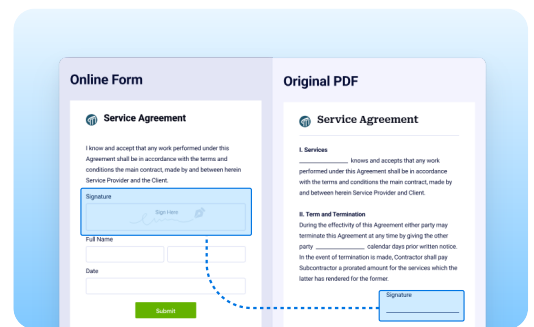 Online Form
Service Agreement
I know and accept that any work performed under this
Agreement shall be in accordance with the terms and
conditions the main contract, made by and between herein
Service Provider and the Client.
Signature
Sign Here
Full Name
Date
Submit
Original PDF
Service Agreement
I. Services
____________ knows and accepts that any work
performed under this Agreement shall be in accordance
with the terms and conditions the main contract, made by
and between herein Service Provider and Client.
II. Term and Termination
During the effectivity of this Agreement either party may
terminate this Agreement at any time by giving the other
party ____________ calendar days prior written notice.
In the event of termination is made, Contractor shall pay
Subcontractor a prorated amount for the services which the
latter has rendered for the former.
Signature